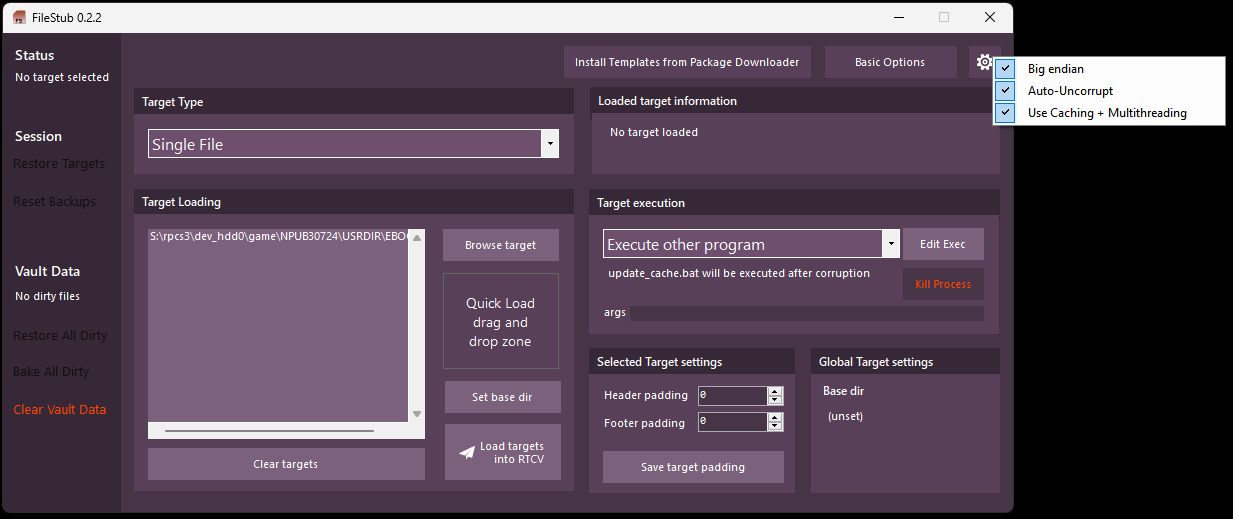 FS FileStub 0.2.2
Status
No target selected
Session
Restore Targets
Reset Backups
Vault Data
No dirty files
Restore All Dirty
Bake All Dirty
Clear Vault Data
Install Templates from Package Downloader
Basic Options
Big endian
Auto-Uncorrupt
Use Caching + Multithreading
Target Type
Single File
Loaded target information
No target loaded
Target Loading
S:\rpcs3\dev_hdd0\game\NPUB30724\USRDIR\EBO
Browse target
Quick Load
drag and
drop zone
Set base dir
Load targets
into RTCV
Clear targets
Target execution
Execute other program
Edit Exec
update_cache.bat will be executed after corruption
Kill Process
args
Selected Target settings
Header padding 0
Footer padding 0
Save target padding
Global Target settings
Base dir
(unset)